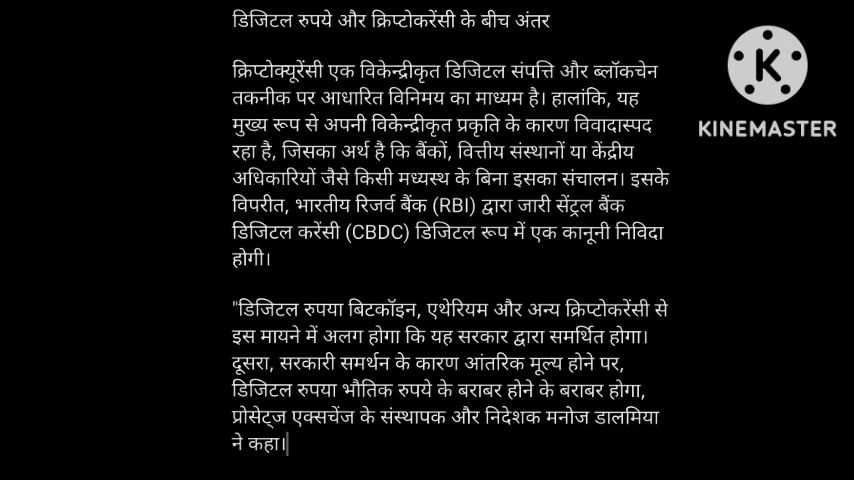 डिजिटल रुपये और क्रिप्टोकरेंसी के बीच अंतर
क्रिप्टोक्यूरेंसी एक विकेन्द्रीकृत डिजिटल संपत्ति और ब्लॉकचेन
तकनीक पर आधारित विनिमय का माध्यम है। हालांकि, यह
मुख्य रूप से अपनी विकेन्द्रीकृत प्रकृति के कारण विवादास्पद
रहा है, जिसका अर्थ है कि बैंकों, वित्तीय संस्थानों या केंद्रीय
अधिकारियों जैसे किसी मध्यस्थ के बिना इसका संचालन। इसके
विपरीत, भारतीय रिजर्व बैंक (RBI) द्वारा जारी सेंट्रल बैंक
डिजिटल करेंसी (CBDC) डिजिटल रूप में एक कानूनी निविदा
होगी।
"डिजिटल रुपया बिटकॉइन, एथेरियम और अन्य क्रिप्टोकरेंसी से
इस मायने में अलग होगा कि यह सरकार द्वारा समर्थित होगा।
दूसरा, सरकारी समर्थन के कारण आंतरिक मूल्य होने पर,
डिजिटल रुपया भौतिक रुपये के बराबर होने के बराबर होगा,
प्रोसेट्ज एक्सचेंज के संस्थापक और निदेशक मनोज डालमिया
ने कहा।
K
KINEMASTER